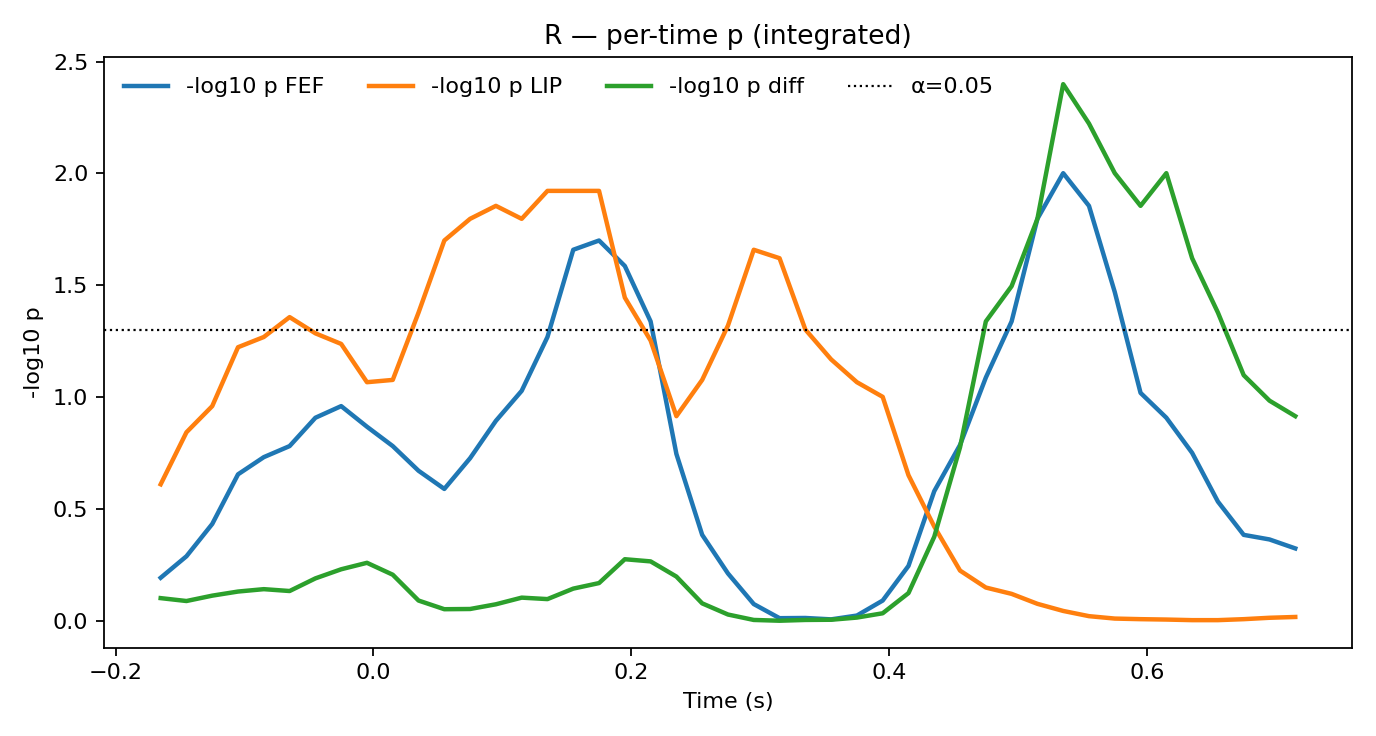 R — per-time p (integrated)
-log10 p FEF
-log10 p LIP
-log10 p diff
α=0.05
-log10 p
2.5
2.0
1.5
1.0
0.5
0.0
−0.2
0.0
0.2
0.4
0.6
Time (s)